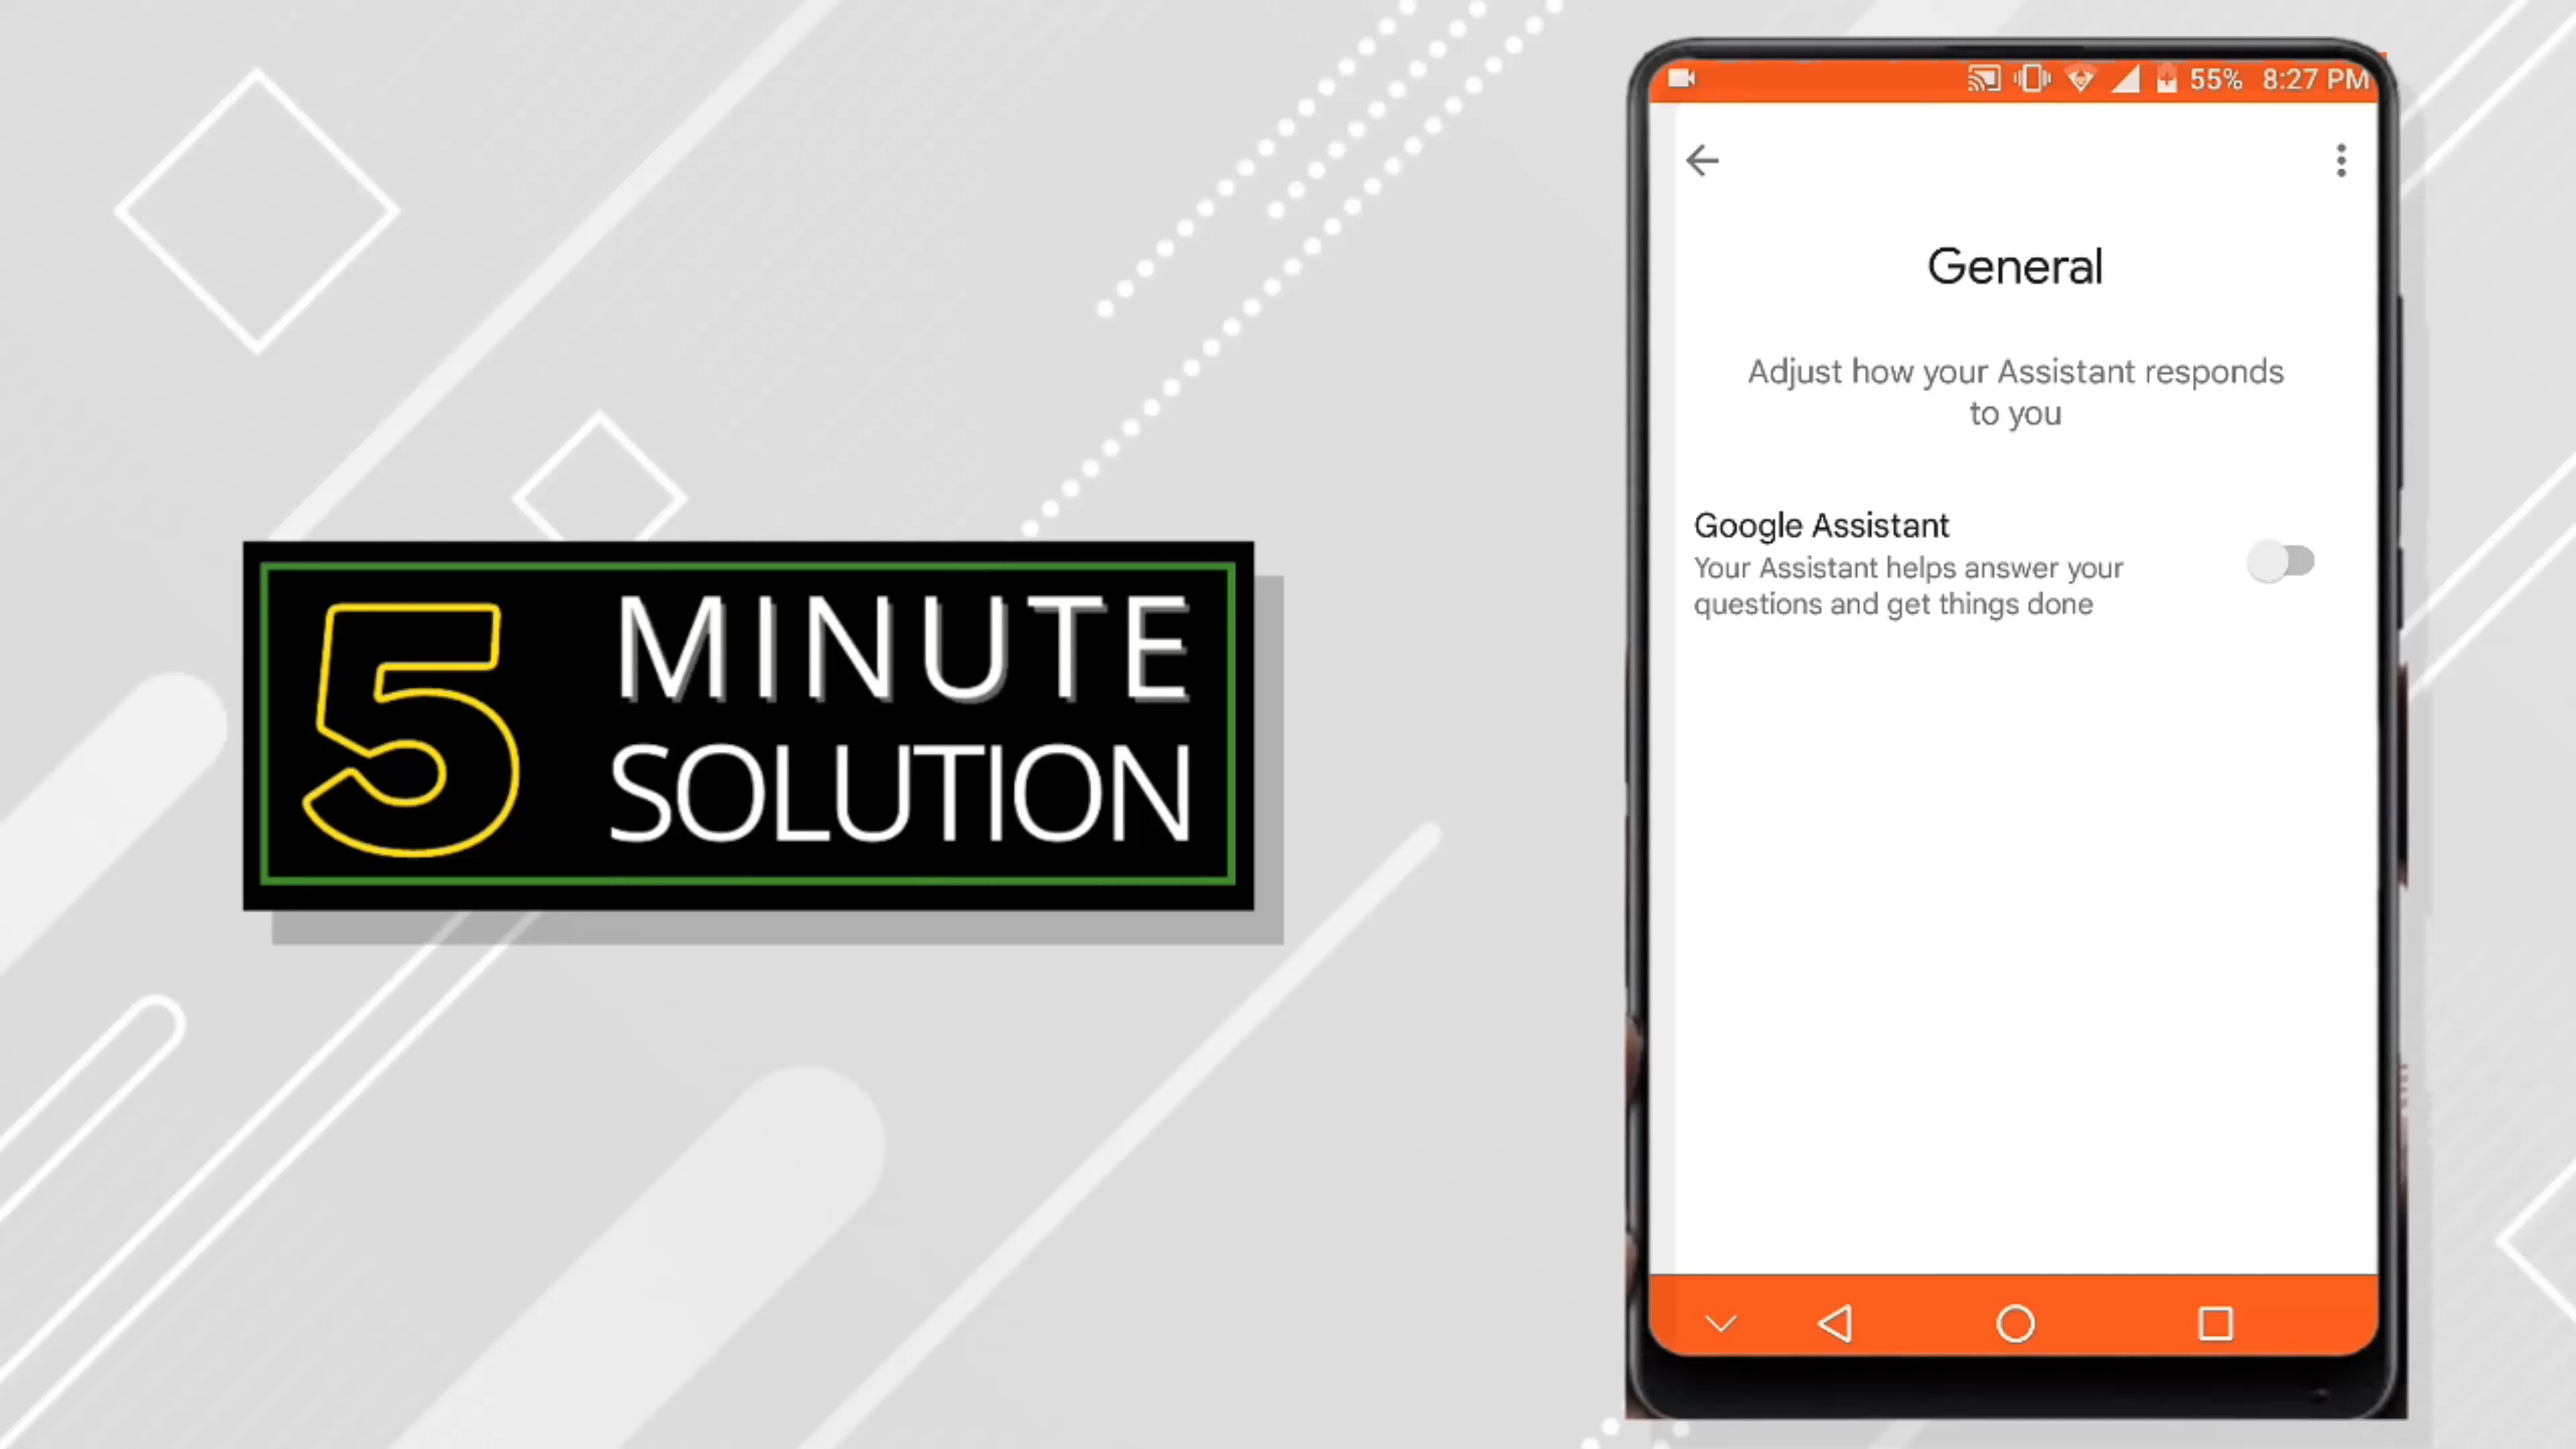 5 MINUTE
SOLUTION
55% 8:27 PM
General
Adjust how your Assistant responds
to you
Google Assistant
Your Assistant helps answer your
questions and get things done